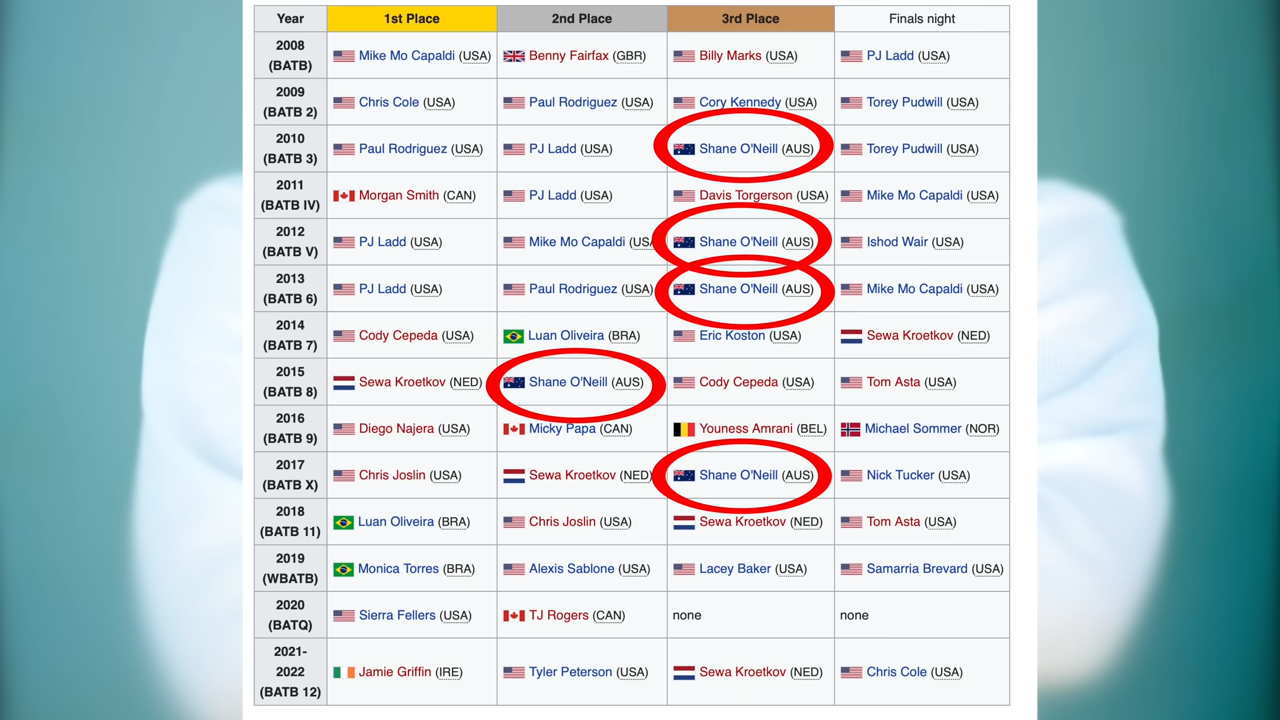 Year 1st Place 2nd Place 3rd Place Finals night
2008
(BATB) Mike Mo Capaldi (USA) Benny Fairfax (GBR) Billy Marks (USA) PJ Ladd (USA)
2009
(BATB 2) Chris Cole (USA) Paul Rodriguez (USA) Cory Kennedy (USA) Torey Pudwill (USA)
2010
(BATB 3) Paul Rodriguez (USA) PJ Ladd (USA) Shane O'Neill (AUS) Torey Pudwill (USA)
2011
(BATB IV) Morgan Smith (CAN) PJ Ladd (USA) Davis Torgerson (USA) Mike Mo Capaldi (USA)
2012
(BATB V) PJ Ladd (USA) Mike Mo Capaldi (USA Shane O'Neill (AUS) Ishod Wair (USA)
2013
(BATB 6) PJ Ladd (USA) Paul Rodriguez (USA) Shane O'Neill (AUS) Mike Mo Capaldi (USA)
2014
(BATB 7) Cody Cepeda (USA) Luan Oliveira (BRA) Eric Koston (USA) Sewa Kroetkov (NED)
2015
(BATB 8) Sewa Kroetkov (NED) Shane O'Neill (AUS) Cody Cepeda (USA) Tom Asta (USA)
2016
(BATB 9) Diego Najera (USA) Micky Papa (CAN) Youness Amrani (BEL) Michael Sommer (NOR)
2017
(BATB X) Chris Joslin (USA) Sewa Kroetkov (NED) Shane O'Neill (AUS) Nick Tucker (USA)
2018
(BATB 11) Luan Oliveira (BRA) Chris Joslin (USA) Sewa Kroetkov (NED) Tom Asta (USA)
2019
(WBATB) Monica Torres (BRA) Alexis Sablone (USA) Lacey Baker (USA) Samarria Brevard (USA)
2020
(BATQ) Sierra Fellers (USA) TJ Rogers (CAN) none none
2021-
2022
(BATB 12) Jamie Griffin (IRE) Tyler Peterson (USA) Sewa Kroetkov (NED) Chris Cole (USA)